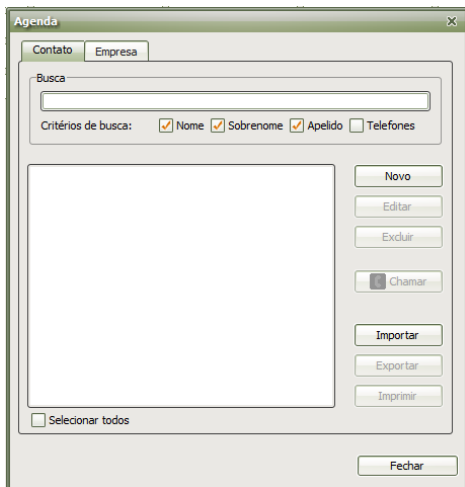 Agenda
Contato Empresa
Busca
Critérios de busca: Nome Sobrenome Apelido Telefones
Novo
Editar
Excluir
Chamar
Importar
Exportar
Imprimir
Selecionar todos
Fechar